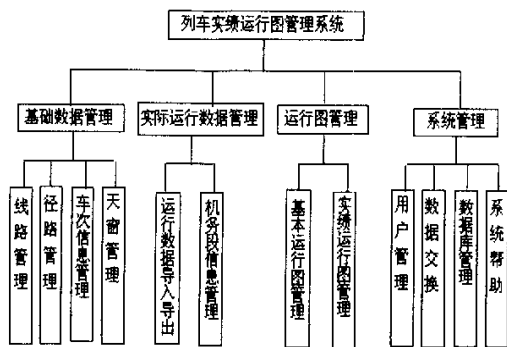 列车实绩运行图管理系统
基础数据管理
实际运行数据管理
运行图管理
系统管理
线路管理
径路管理
车次信息管理
天窗管理
运行数据导入导出
机务段信息管理
基本运行图管理
实绩运行图管理
用户管理
数据交换
数据库管理
系统帮助